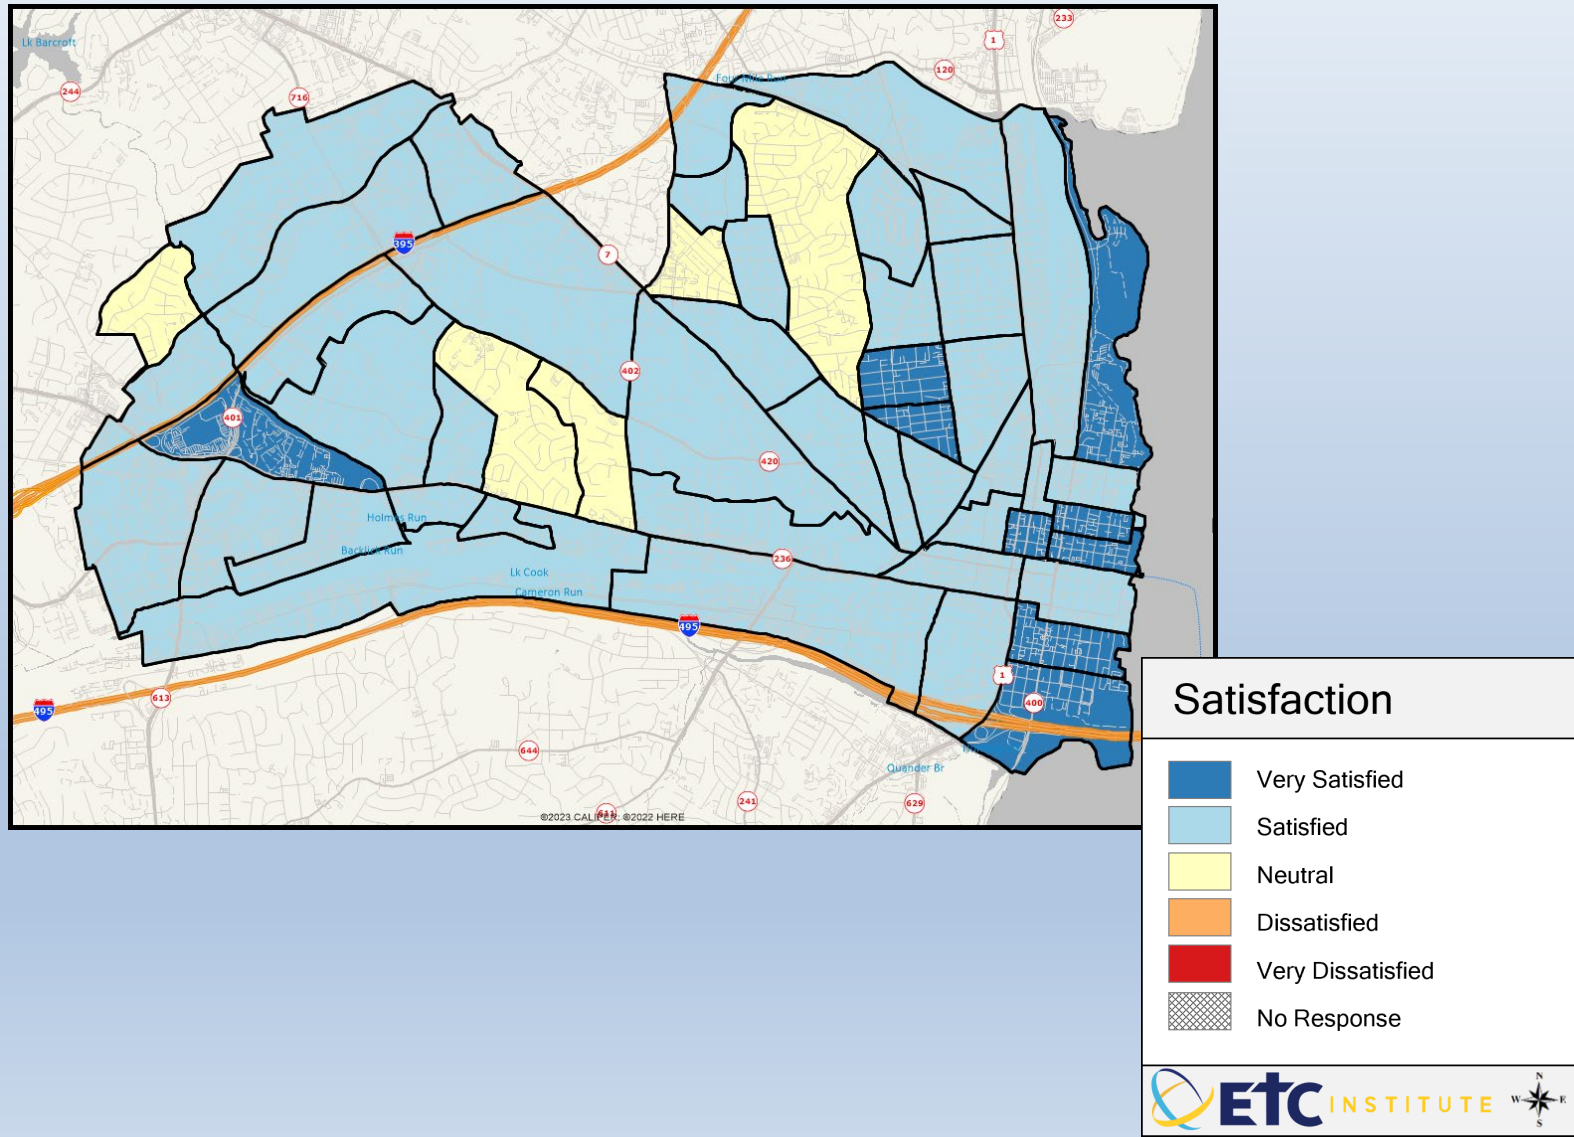 Lk Barcroft
244
716
Four Mile Run
120
1
233
395
7
402
401
420
Holmes Run
Backlick Run
236
Lk Cook
Cameron Run
495
1
400
613
495
644
Quander Br
241
629
611
©2023 CALIPER; ©2022 HERE
Satisfaction
Very Satisfied
Satisfied
Neutral
Dissatisfied
Very Dissatisfied
No Response
ETC INSTITUTE
N
W E
S